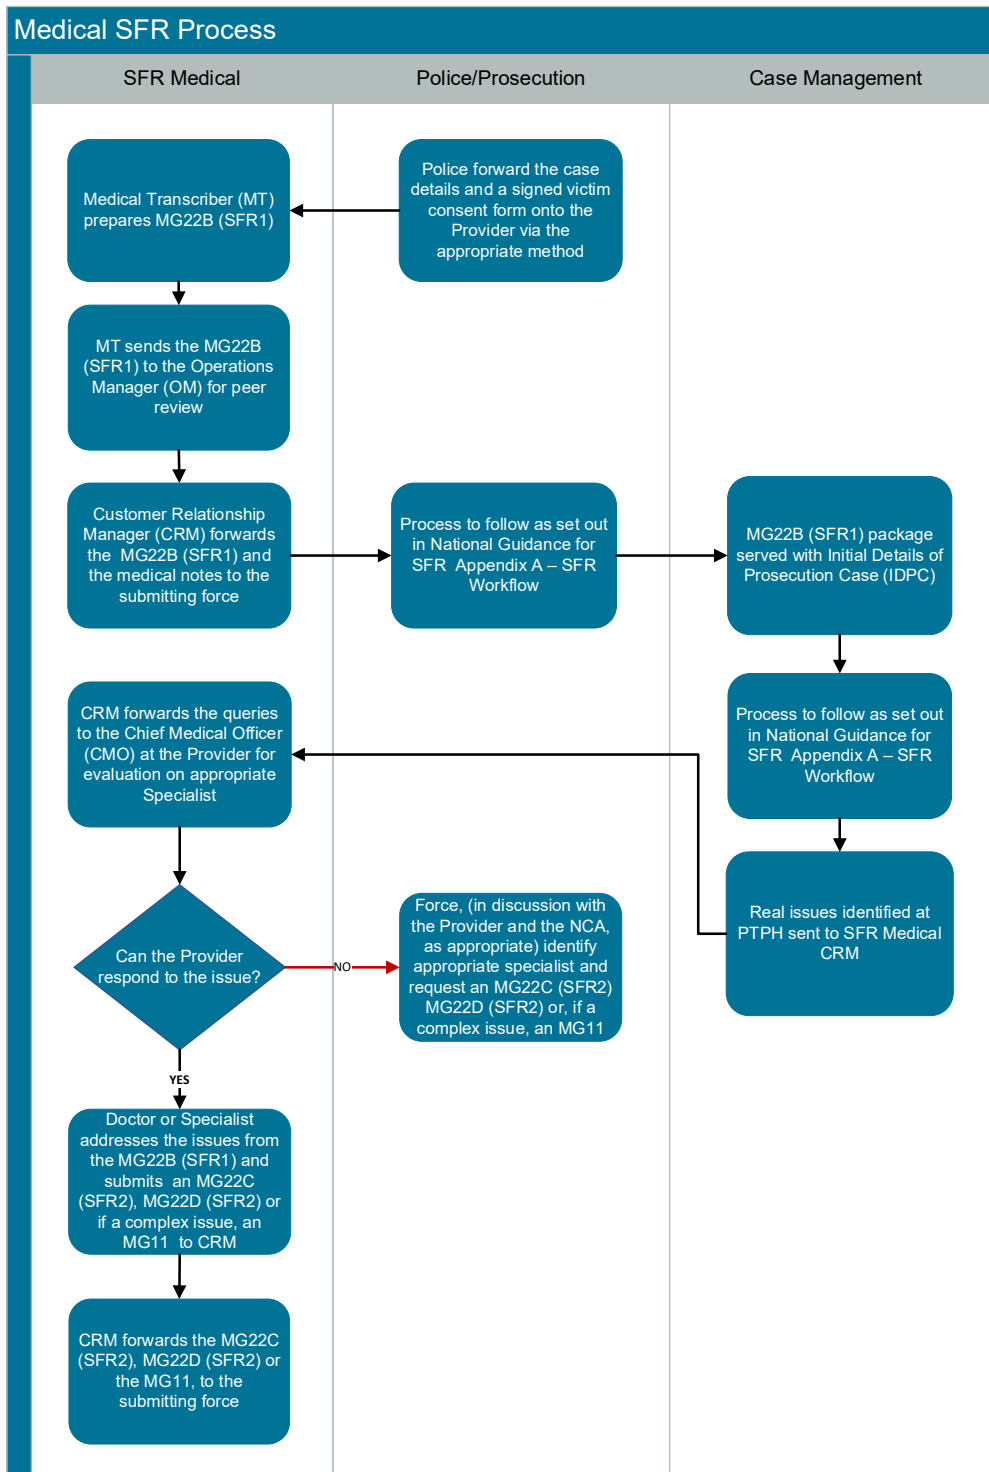 Medical SFR Process
SFR Medical
Police/Prosecution
Case Management
Police forward the case
details and a signed victim
consent form onto the
Provider via the
appropriate method
Medical Transcriber (MT)
prepares MG22B (SFR1)
MT sends the MG22B
(SFR1) to the Operations
Manager (OM) for peer
review
Customer Relationship
Manager (CRM) forwards
the MG22B (SFR1) and
the medical notes to the
submitting force
Process to follow as set out
in National Guidance for
SFR Appendix A – SFR
Workflow
MG22B (SFR1) package
served with Initial Details of
Prosecution Case (IDPC)
Process to follow as set out
in National Guidance for
SFR Appendix A – SFR
Workflow
Real issues identified at
PTPH sent to SFR Medical
CRM
CRM forwards the queries
to the Chief Medical Officer
(CMO) at the Provider for
evaluation on appropriate
Specialist
Can the Provider
respond to the issue?
NO
Force, (in discussion with
the Provider and the NCA,
as appropriate) identify
appropriate specialist and
request an MG22C (SFR2)
MG22D (SFR2) or, if a
complex issue, an MG11
YES
Doctor or Specialist
addresses the issues from
the MG22B (SFR1) and
submits an MG22C
(SFR2), MG22D (SFR2) or
if a complex issue, an
MG11 to CRM
CRM forwards the MG22C
(SFR2), MG22D (SFR2) or
the MG11, to the
submitting force